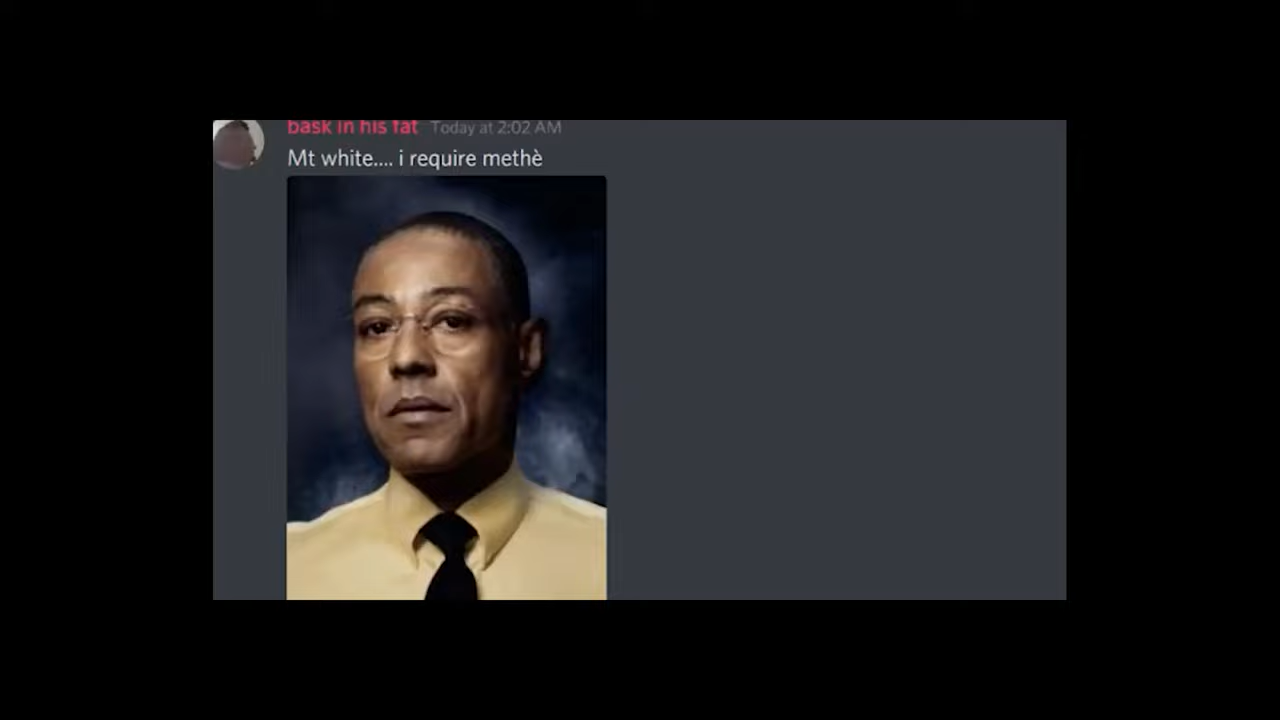 bask in his fat Today at 2:02 AM
Mt white.... i require methè